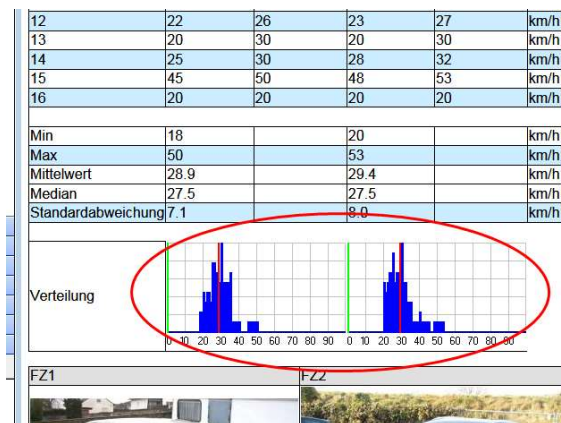 12 22 26 23 27 km/h
13 20 30 20 30 km/h
14 25 30 28 32 km/h
15 45 50 48 53 km/h
16 20 20 20 20 km/h
Min 18 20 km/h
Max 50 53 km/h
Mittelwert 28.9 29.4 km/h
Median 27.5 27.5 km/h
Standardabweichung 7.1 8.0 km/h
Verteilung
0 10 20 30 40 50 60 70 80 90 0 10 20 30 40 50 60 70 80 90
FZ1 FZ2